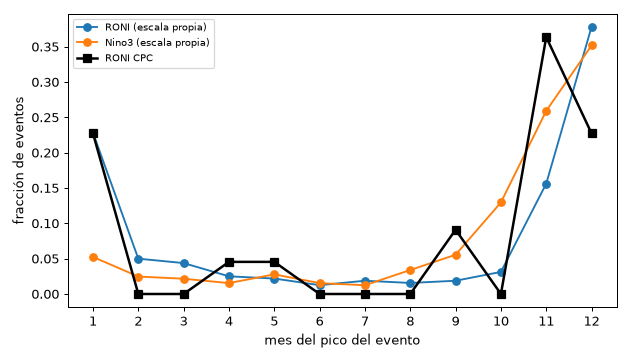 RONI (escala propia)
Nino3 (escala propia)
RONI CPC
fracción de eventos
0.35
0.30
0.25
0.20
0.15
0.10
0.05
0.00
1 2 3 4 5 6 7 8 9 10 11 12
mes del pico del evento